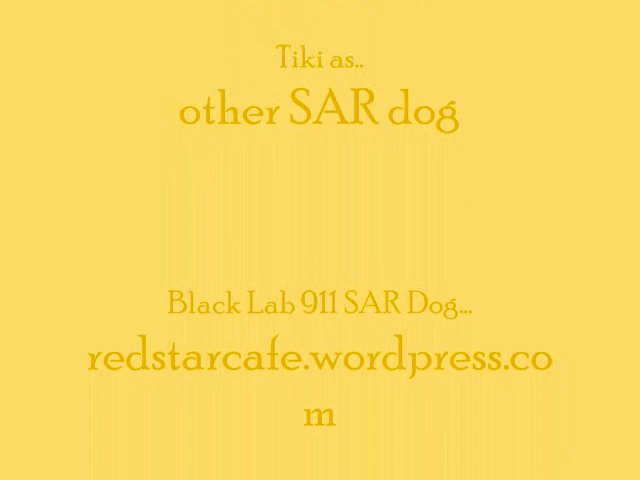 Tiki as..
other SAR dog
Black Lab 911 SAR Dog...
redstarcafe.wordpress.co
m